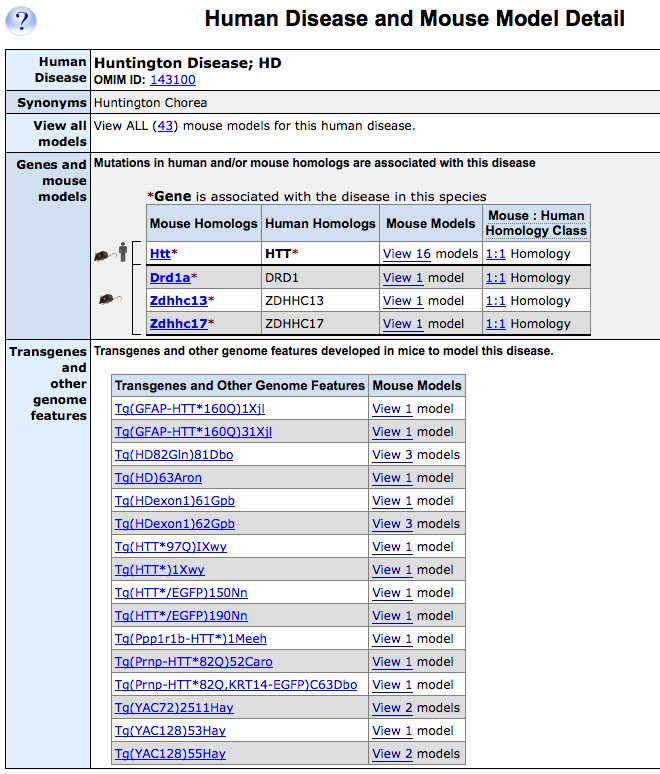 ?
Human Disease and Mouse Model Detail
Human Disease
Huntington Disease; HD
OMIM ID: 143100
Synonyms
Huntington Chorea
View all models
View ALL (43) mouse models for this human disease.
Genes and mouse models
Mutations in human and/or mouse homologs are associated with this disease
*Gene is associated with the disease in this species
Mouse Homologs Human Homologs Mouse Models Mouse : Human Homology Class
Htt* HTT* View 16 models 1:1 Homology
Drd1a* DRD1 View 1 model 1:1 Homology
Zdhhc13* ZDHHC13 View 1 model 1:1 Homology
Zdhhc17* ZDHHC17 View 1 model 1:1 Homology
Transgenes and other genome features
Transgenes and other genome features developed in mice to model this disease.
Transgenes and Other Genome Features Mouse Models
Tg(GFAP-HTT*160Q)1Xjl View 1 model
Tg(GFAP-HTT*160Q)31Xjl View 1 model
Tg(HD82Gln)81Dbo View 3 models
Tg(HD)63Aron View 1 model
Tg(HDexon1)61Gpb View 1 model
Tg(HDexon1)62Gpb View 3 models
Tg(HTT*97Q)IXwy View 1 model
Tg(HTT*)1Xwy View 1 model
Tg(HTT*/EGFP)150Nn View 1 model
Tg(HTT*/EGFP)190Nn View 1 model
Tg(Ppp1r1b-HTT*)1Meeh View 1 model
Tg(Prnp-HTT*82Q)52Caro View 1 model
Tg(Prnp-HTT*82Q,KRT14-EGFP)C63Dbo View 1 model
Tg(YAC72)2511Hay View 2 models
Tg(YAC128)53Hay View 1 model
Tg(YAC128)55Hay View 2 models